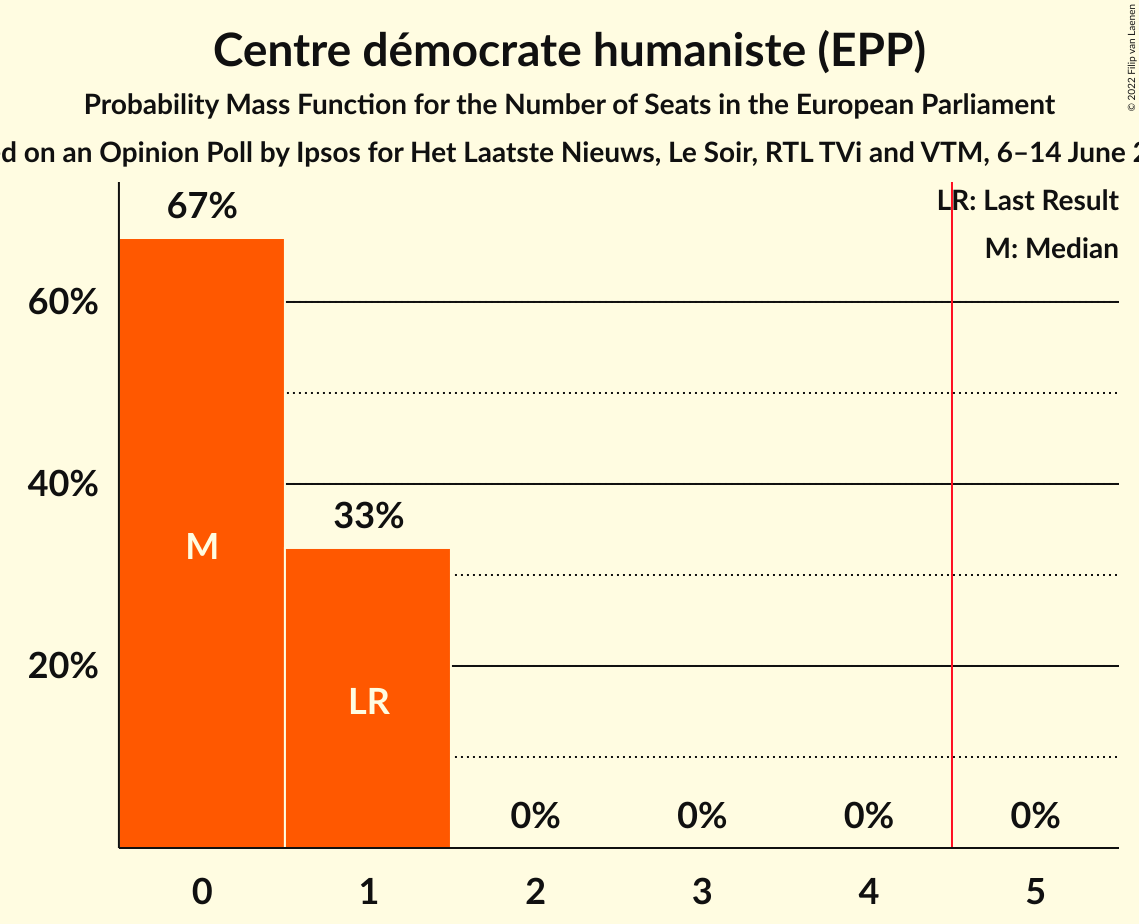 Centre démocrate humaniste (EPP)
Probability Mass Function for the Number of Seats in the European Parliament
d on an Opinion Poll by Ipsos for Het Laatste Nieuws, Le Soir, RTL TVi and VTM, 6–14 June 2
© 2022 Filip van Laenen
LR: Last Result
M: Median
67%
60%
40%
33%
M
20%
LR
0% 0% 0% 0%
0 1 2 3 4 5